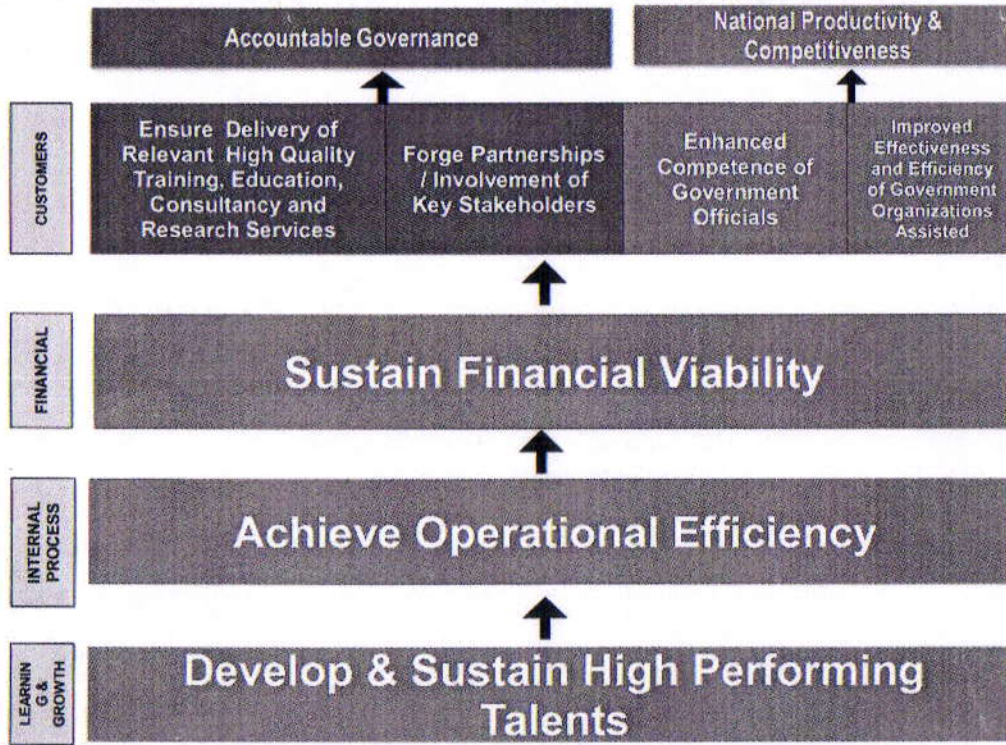 Accountable Governance
National Productivity &
Competitiveness
CUSTOMERS
Ensure Delivery of
Relevant High Quality
Training, Education,
Consultancy and
Research Services
Forge Partnerships
/ Involvement of
Key Stakeholders
Enhanced
Competence of
Government
Officials
Improved
Effectiveness
and Efficiency
of Government
Organizations
Assisted
FINANCIAL
Sustain Financial Viability
INTERNAL
PROCESS
Achieve Operational Efficiency
LEARNIN
G &
GROWTH
Develop & Sustain High Performing
Talents